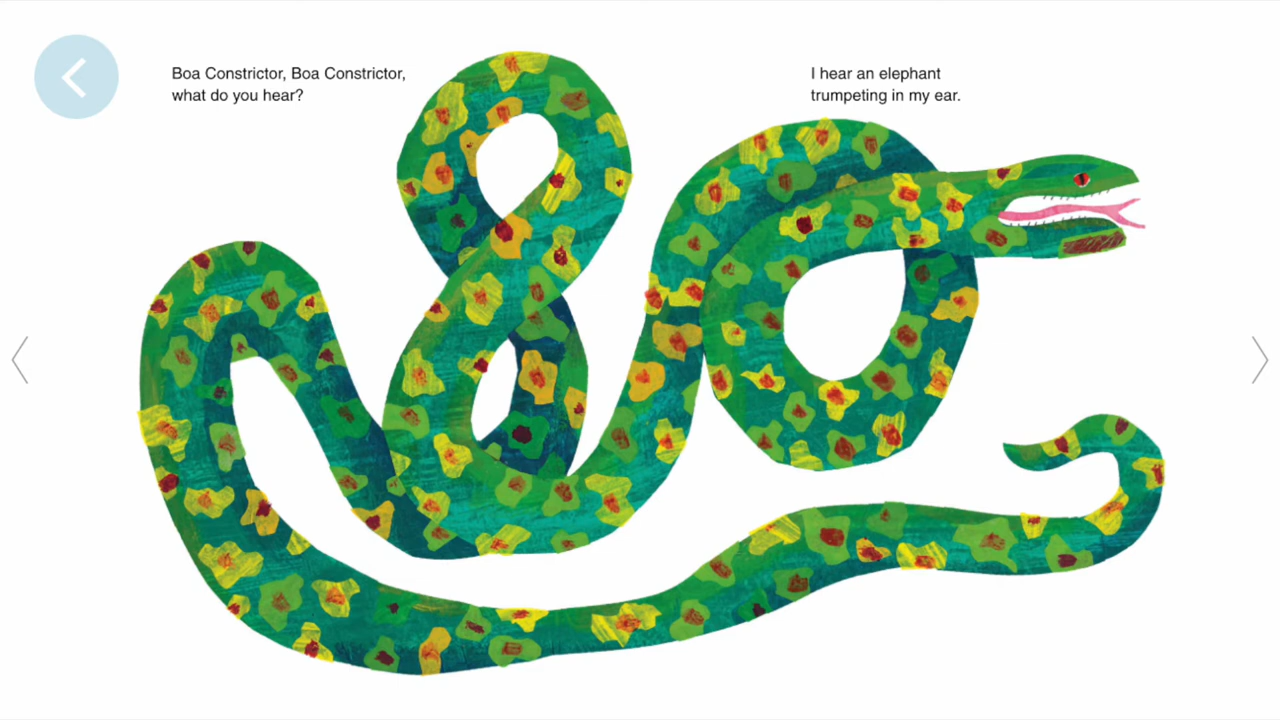 Boa Constrictor, Boa Constrictor,
what do you hear?
I hear an elephant
trumpeting in my ear.